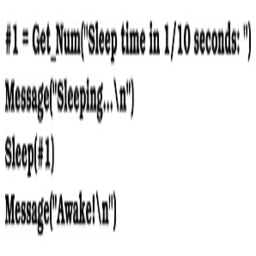 #1 = Get_Num("Sleep time in 1/10 seconds: ")
Message("Sleeping...\n")
Sleep(#1)
Message("Awake!\n")